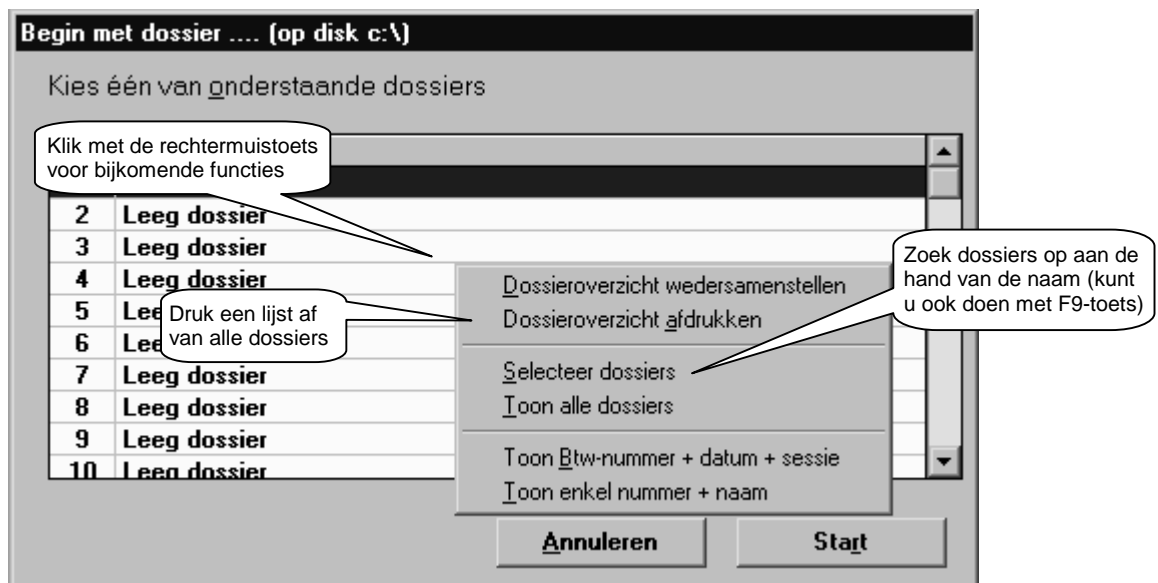 Begin met dossier .... (op disk c:\)
Kies één van onderstaande dossiers
Klik met de rechtermuistoets
voor bijkomende functies
2 Leeg dossier
3 Leeg dossier
4 Leeg dossier
5 Lee
6 Lee
7 Leeg dossier
8 Leeg dossier
9 Leeg dossier
10 Leeg dossier
Druk een lijst af
van alle dossiers
Dossieroverzicht wedersamenstellen
Dossieroverzicht afdrukken
Selecteer dossiers
Toon alle dossiers
Toon Btw-nummer + datum + sessie
Toon enkel nummer + naam
Zoek dossiers op aan de
hand van de naam (kunt
u ook doen met F9-toets)
Annuleren
Start